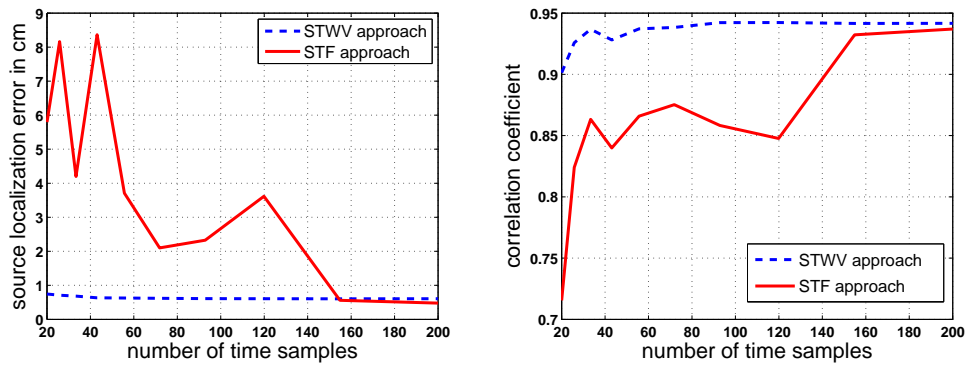 source localization error in cm
9
8
7
6
5
4
3
2
1
0
STWV approach
STF approach
20 40 60 80 100 120 140 160 180 200
number of time samples
correlation coefficient
0.95
0.9
0.85
0.8
0.75
0.7
STWV approach
STF approach
20 40 60 80 100 120 140 160 180 200
number of time samples